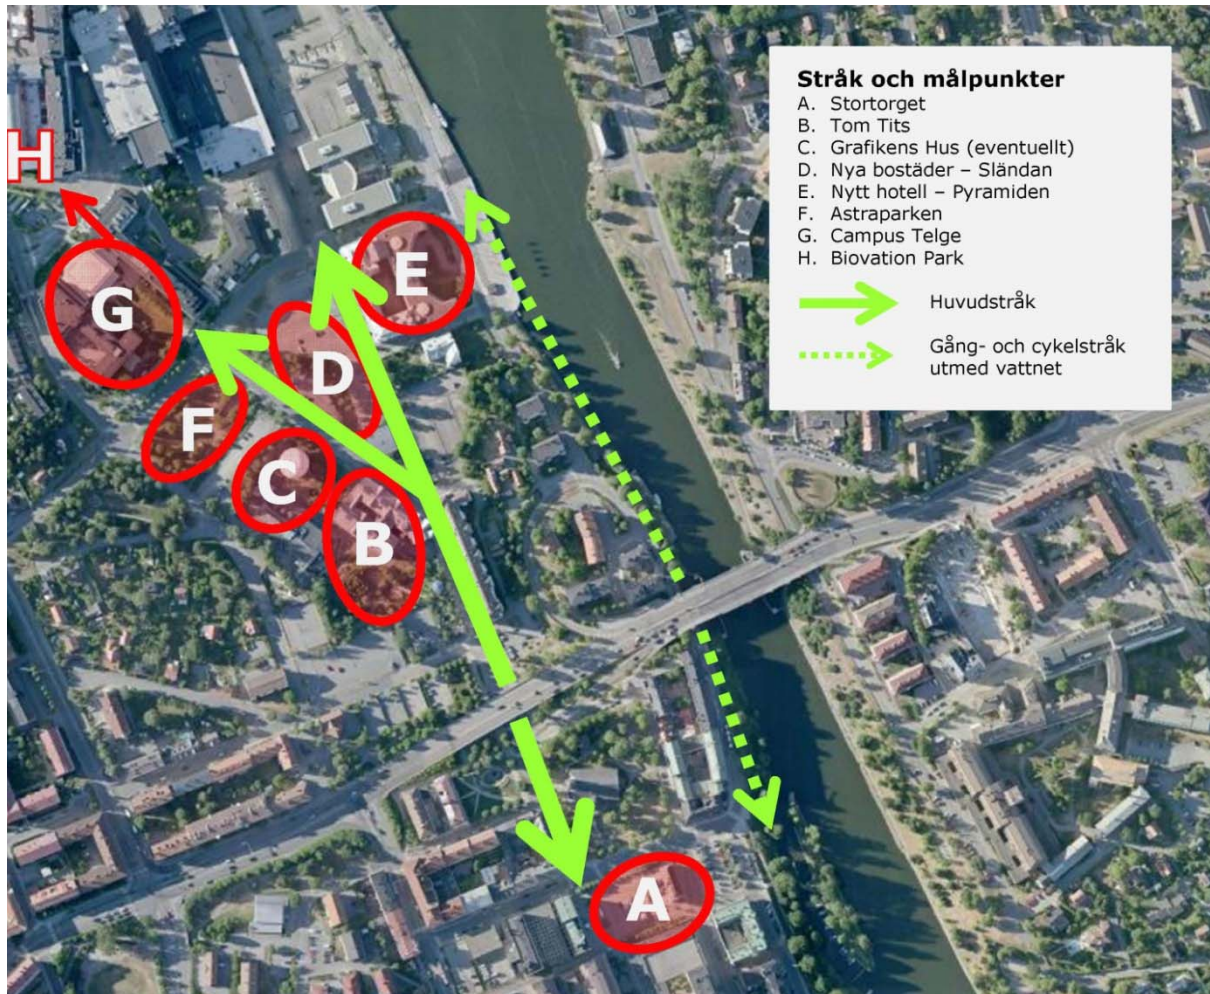 Stråk och målpunkter
A. Stortorget
B. Tom Tits
C. Grafikens Hus (eventuellt)
D. Nya bostäder – Sländan
E. Nytt hotell – Pyramiden
F. Astraparken
G. Campus Telge
H. Biovation Park
Huvudstråk
Gång- och cykelstråk
utmed vattnet
H
E
G
D
F
C
B
A